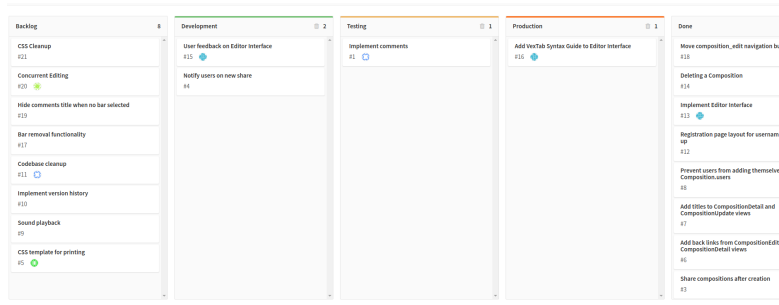 Backlog 8
CSS Cleanup
#21
Concurrent Editing
#20
Hide comments title when no bar selected
#19
Bar removal functionality
#17
Codebase cleanup
#11
Implement version history
#10
Sound playback
#9
CSS template for printing
#5
Development 2
User feedback on Editor Interface
#15
Notify users on new share
#4
Testing 1
Implement comments
#1
Production 1
Add VexTab Syntax Guide to Editor Interface
#16
Done
Move composition_edit navigation bu
#18
Deleting a Composition
#14
Implement Editor Interface
#13
Registration page layout for usernam
up
#12
Prevent users from adding themselve
Composition.users
#8
Add titles to CompositionDetail and
CompositionUpdate views
#7
Add back links from CompositionEdit
CompositionDetail views
#6
Share compositions after creation
#3